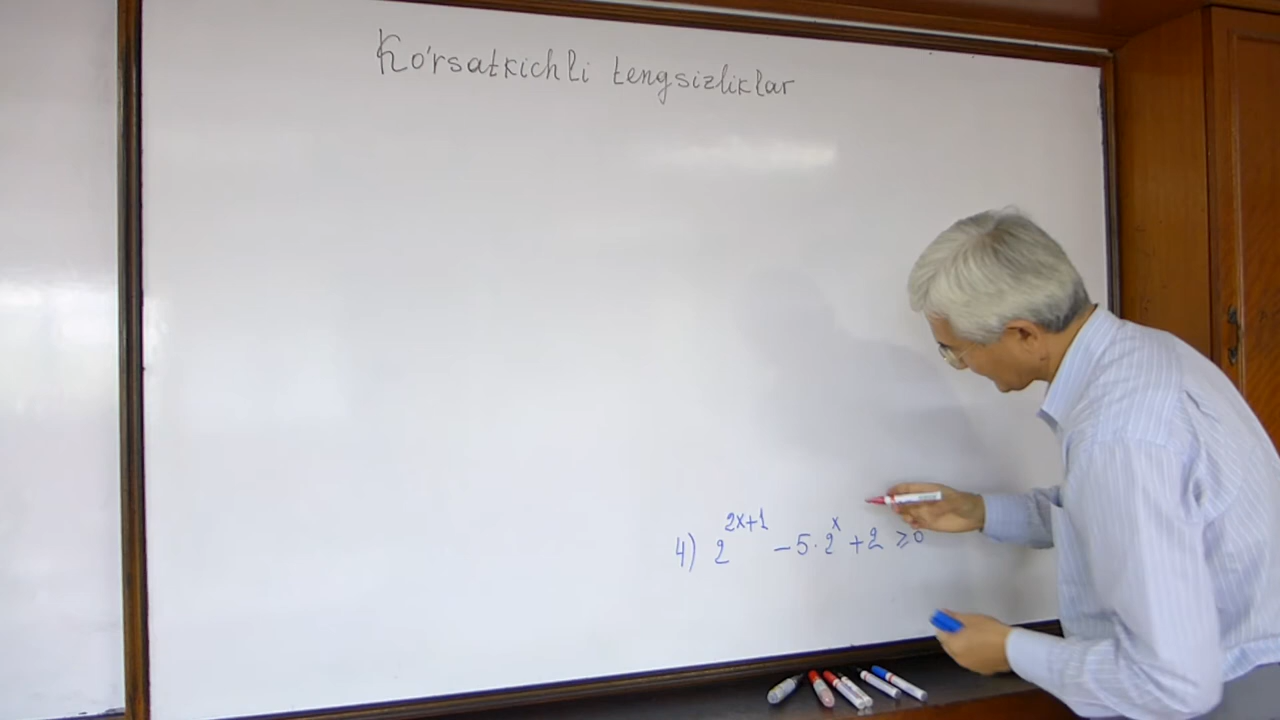 Ko'rsatkichli tengsizliklar
4) 2^{2x+1} - 5·2^x + 2 ≥ 0